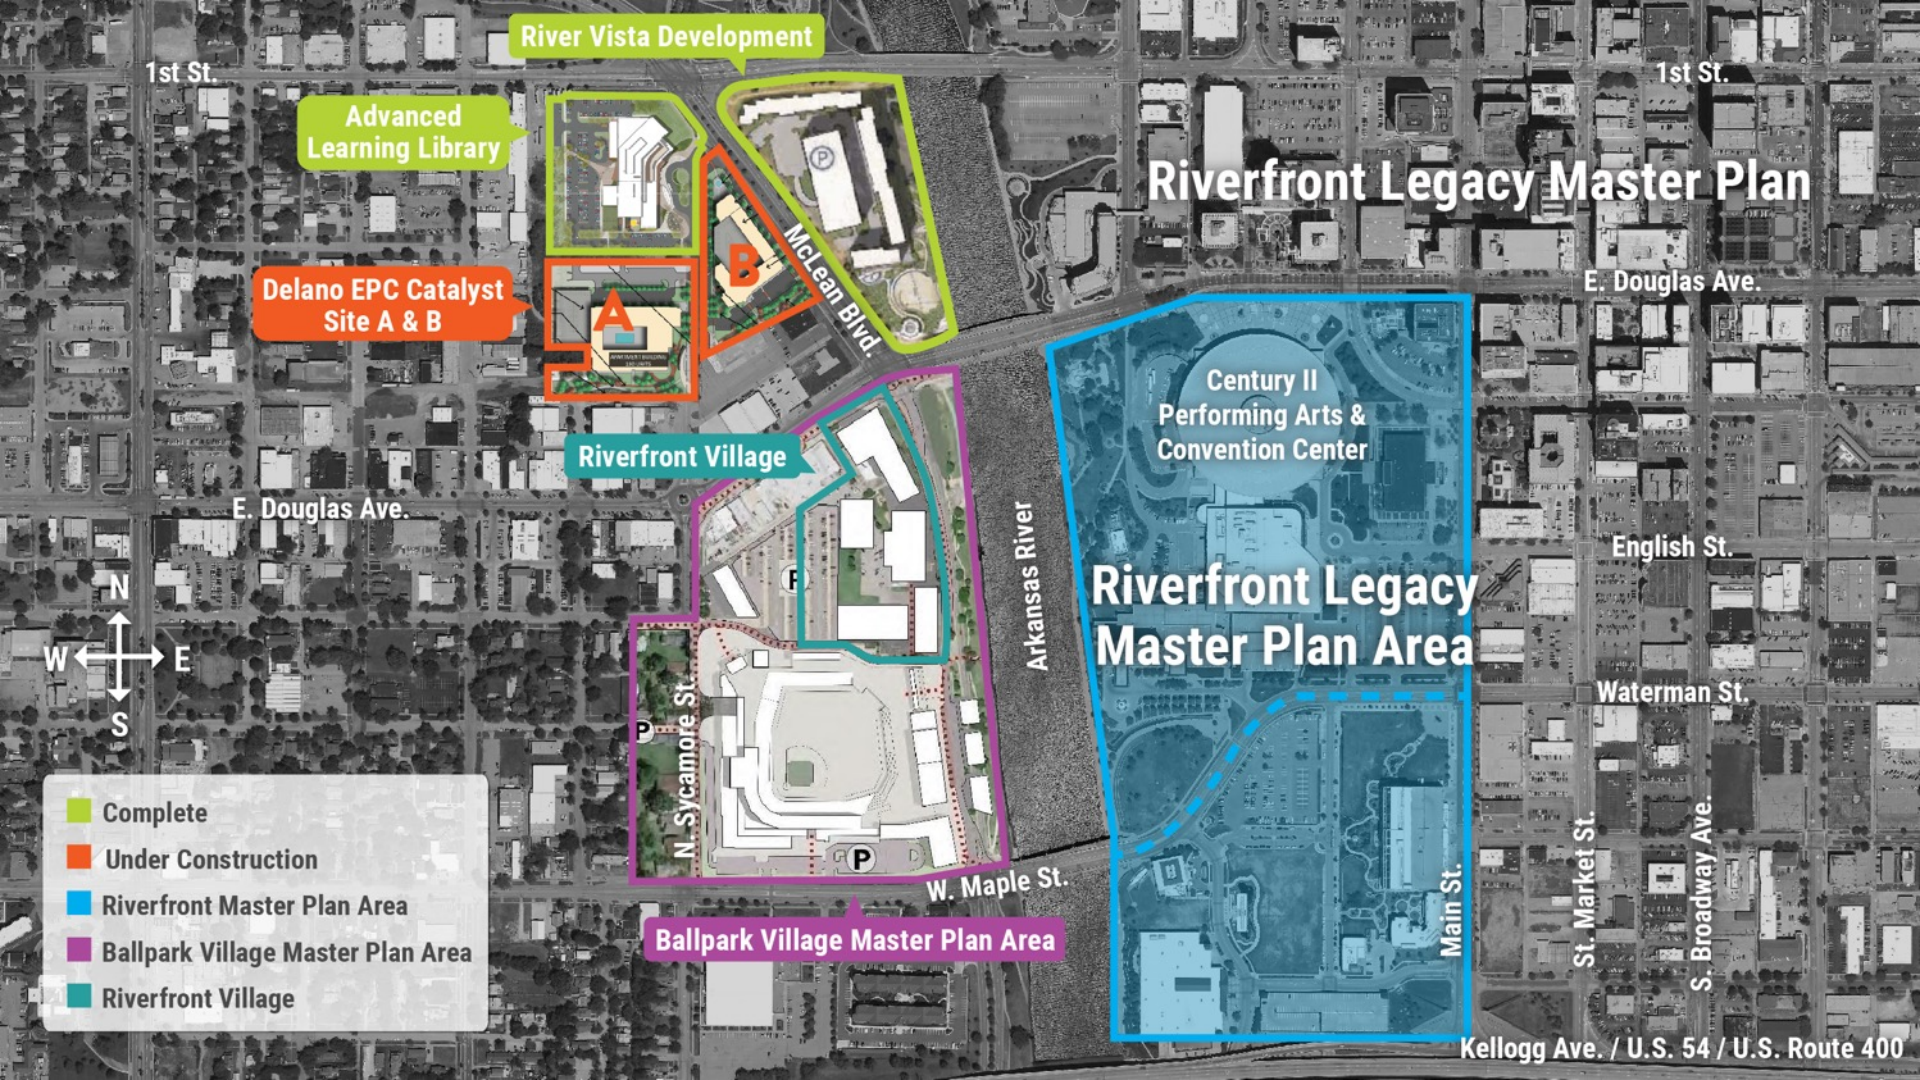 River Vista Development
1st St.
1st St.
Advanced
Learning Library
P
Riverfront Legacy Master Plan
B
McLean Blvd.
E. Douglas Ave.
Delano EPC Catalyst
Site A & B
A
APARTMENT BUILDING
Century II
Performing Arts &
Convention Center
Riverfront Village
E. Douglas Ave.
English St.
Arkansas River
P
Riverfront Legacy
Master Plan Area
N
W
E
S
Waterman St.
N. Sycamore St.
P
P
W. Maple St.
Main St.
St. Market St.
S. Broadway Ave.
Ballpark Village Master Plan Area
Complete
Under Construction
Riverfront Master Plan Area
Ballpark Village Master Plan Area
Riverfront Village
Kellogg Ave. / U.S. 54 / U.S. Route 400